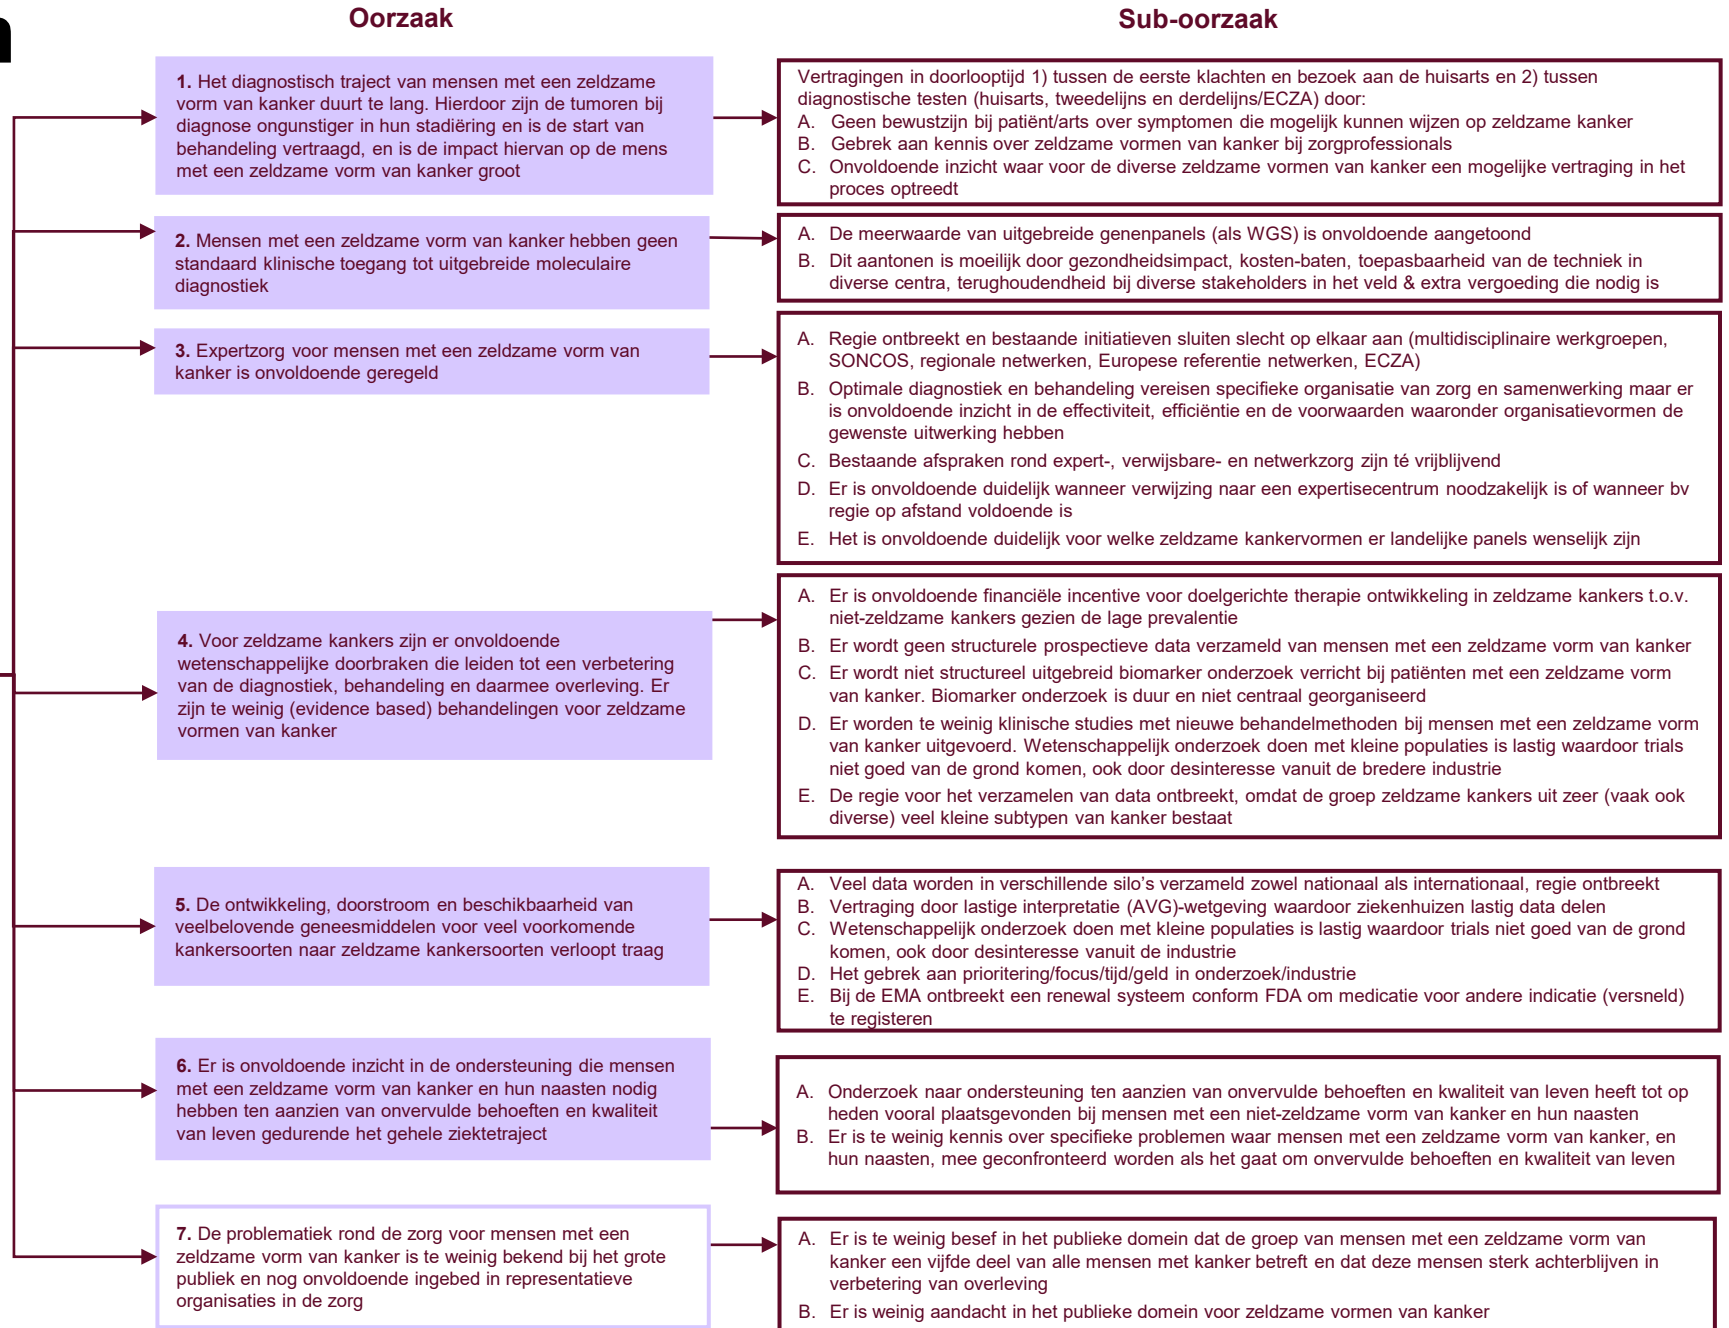 n
Oorzaak
Sub-oorzaak
1. Het diagnostisch traject van mensen met een zeldzame
vorm van kanker duurt te lang. Hierdoor zijn de tumoren bij
diagnose ongunstiger in hun stadiëring en is de start van
behandeling vertraagd, en is de impact hiervan op de mens
met een zeldzame vorm van kanker groot
Vertragingen in doorlooptijd 1) tussen de eerste klachten en bezoek aan de huisarts en 2) tussen
diagnostische testen (huisarts, tweedelijns en derdelijns/ECZA) door:
A. Geen bewustzijn bij patiënt/arts over symptomen die mogelijk kunnen wijzen op zeldzame kanker
B. Gebrek aan kennis over zeldzame vormen van kanker bij zorgprofessionals
C. Onvoldoende inzicht waar voor de diverse zeldzame vormen van kanker een mogelijke vertraging in het
proces optreedt
2. Mensen met een zeldzame vorm van kanker hebben geen
standaard klinische toegang tot uitgebreide moleculaire
diagnostiek
A. De meerwaarde van uitgebreide genenpanels (als WGS) is onvoldoende aangetoond
B. Dit aantonen is moeilijk door gezondheidsimpact, kosten-baten, toepasbaarheid van de techniek in
diverse centra, terughoudendheid bij diverse stakeholders in het veld & extra vergoeding die nodig is
3. Expertzorg voor mensen met een zeldzame vorm van
kanker is onvoldoende geregeld
A. Regie ontbreekt en bestaande initiatieven sluiten slecht op elkaar aan (multidisciplinaire werkgroepen,
SONCOS, regionale netwerken, Europese referentie netwerken, ECZA)
B. Optimale diagnostiek en behandeling vereisen specifieke organisatie van zorg en samenwerking maar er
is onvoldoende inzicht in de effectiviteit, efficiëntie en de voorwaarden waaronder organisatievormen de
gewenste uitwerking hebben
C. Bestaande afspraken rond expert-, verwijsbare- en netwerkzorg zijn té vrijblijvend
D. Er is onvoldoende duidelijk wanneer verwijzing naar een expertisecentrum noodzakelijk is of wanneer bv
regie op afstand voldoende is
E. Het is onvoldoende duidelijk voor welke zeldzame kankervormen er landelijke panels wenselijk zijn
4. Voor zeldzame kankers zijn er onvoldoende
wetenschappelijke doorbraken die leiden tot een verbetering
van de diagnostiek, behandeling en daarmee overleving. Er
zijn te weinig (evidence based) behandelingen voor zeldzame
vormen van kanker
A. Er is onvoldoende financiële incentive voor doelgerichte therapie ontwikkeling in zeldzame kankers t.o.v.
niet-zeldzame kankers gezien de lage prevalentie
B. Er wordt geen structurele prospectieve data verzameld van mensen met een zeldzame vorm van kanker
C. Er wordt niet structureel uitgebreid biomarker onderzoek verricht bij patiënten met een zeldzame vorm
van kanker. Biomarker onderzoek is duur en niet centraal georganiseerd
D. Er worden te weinig klinische studies met nieuwe behandelmethoden bij mensen met een zeldzame vorm
van kanker uitgevoerd. Wetenschappelijk onderzoek doen met kleine populaties is lastig waardoor trials
niet goed van de grond komen, ook door desinteresse vanuit de bredere industrie
E. De regie voor het verzamelen van data ontbreekt, omdat de groep zeldzame kankers uit zeer (vaak ook
diverse) veel kleine subtypen van kanker bestaat
5. De ontwikkeling, doorstroom en beschikbaarheid van
veelbelovende geneesmiddelen voor veel voorkomende
kankersoorten naar zeldzame kankersoorten verloopt traag
A. Veel data worden in verschillende silo's verzameld zowel nationaal als internationaal, regie ontbreekt
B. Vertraging door lastige interpretatie (AVG)-wetgeving waardoor ziekenhuizen lastig data delen
C. Wetenschappelijk onderzoek doen met kleine populaties is lastig waardoor trials niet goed van de grond
komen, ook door desinteresse vanuit de industrie
D. Het gebrek aan prioritering/focus/tijd/geld in onderzoek/industrie
E. Bij de EMA ontbreekt een renewal systeem conform FDA om medicatie voor andere indicatie (versneld)
te registeren
6. Er is onvoldoende inzicht in de ondersteuning die mensen
met een zeldzame vorm van kanker en hun naasten nodig
hebben ten aanzien van onvervulde behoeften en kwaliteit
van leven gedurende het gehele ziektetraject
A. Onderzoek naar ondersteuning ten aanzien van onvervulde behoeften en kwaliteit van leven heeft tot op
heden vooral plaatsgevonden bij mensen met een niet-zeldzame vorm van kanker en hun naasten
B. Er is te weinig kennis over specifieke problemen waar mensen met een zeldzame vorm van kanker, en
hun naasten, mee geconfronteerd worden als het gaat om onvervulde behoeften en kwaliteit van leven
7. De problematiek rond de zorg voor mensen met een
zeldzame vorm van kanker is te weinig bekend bij het grote
publiek en nog onvoldoende ingebed in representatieve
organisaties in de zorg
A. Er is te weinig besef in het publieke domein dat de groep van mensen met een zeldzame vorm van
kanker een vijfde deel van alle mensen met kanker betreft en dat deze mensen sterk achterblijven in
verbetering van overleving
B. Er is weinig aandacht in het publieke domein voor zeldzame vormen van kanker